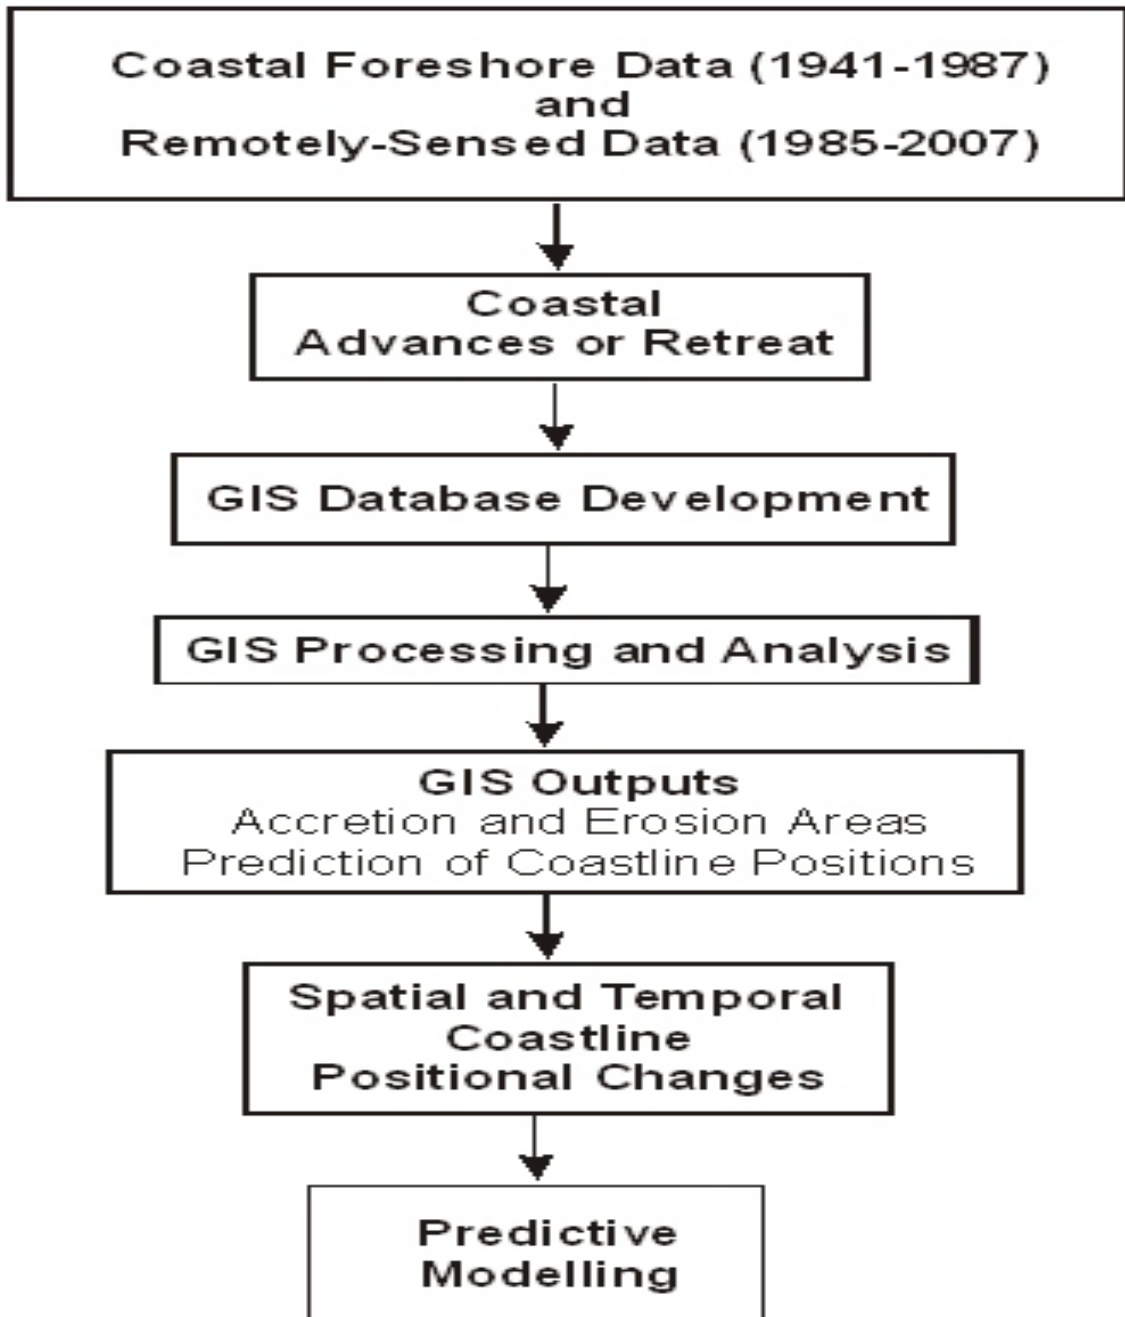 Coastal Foreshore Data (1941-1987)
and
Remotely-Sensed Data (1985-2007)
Coastal
Advances or Retreat
GIS Database Development
GIS Processing and Analysis
GIS Outputs
Accretion and Erosion Areas
Prediction of Coastline Positions
Spatial and Temporal
Coastline
Positional Changes
Predictive
Modelling